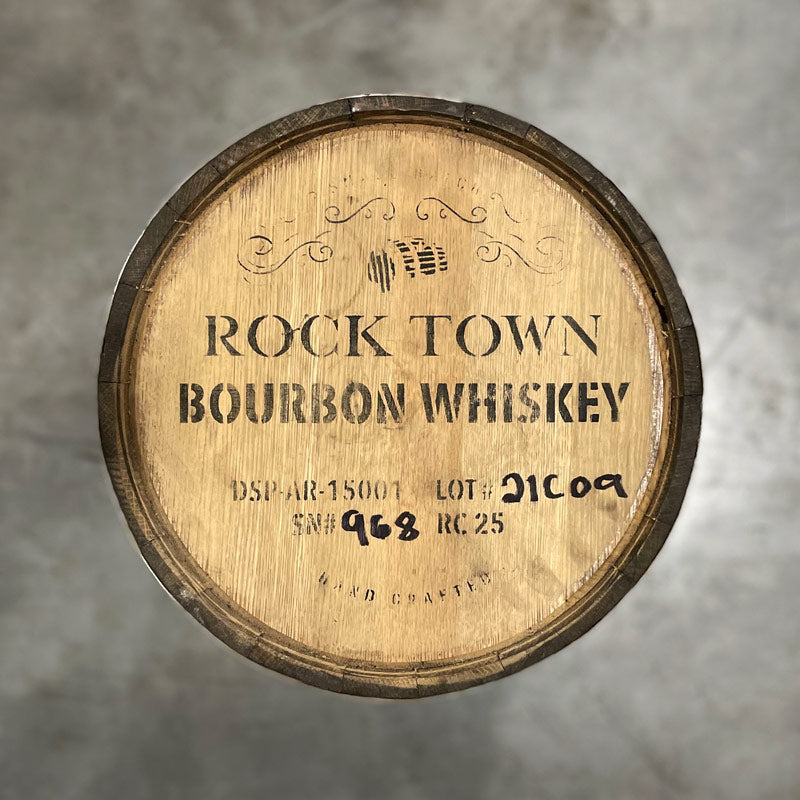 ROCK TOWN
BOURBON WHISKEY
DSP-AR-15001 LOT# 21C09
SN# 968 RC 25
HAND CRAFTED